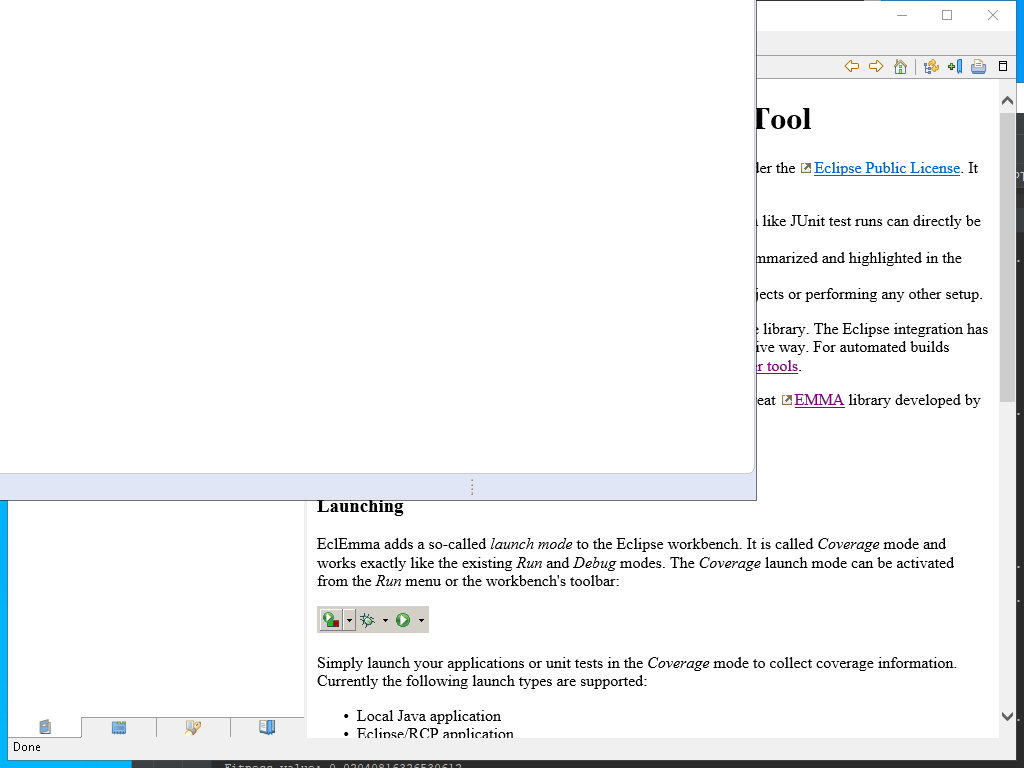 Tool
the Eclipse Public License. It
like JUnit test runs can directly be
and highlighted in the
or performing any other setup.
library. The Eclipse integration has
way. For automated builds
tools.
EMMA library developed by
Launching
EclEmma adds a so-called launch mode to the Eclipse workbench. It is called Coverage mode and
works exactly like the existing Run and Debug modes. The Coverage launch mode can be activated
from the Run menu or the workbench's toolbar:
Simply launch your applications or unit tests in the Coverage mode to collect coverage information.
Currently the following launch types are supported:
• Local Java application
• Eclipse/RCP application
Done